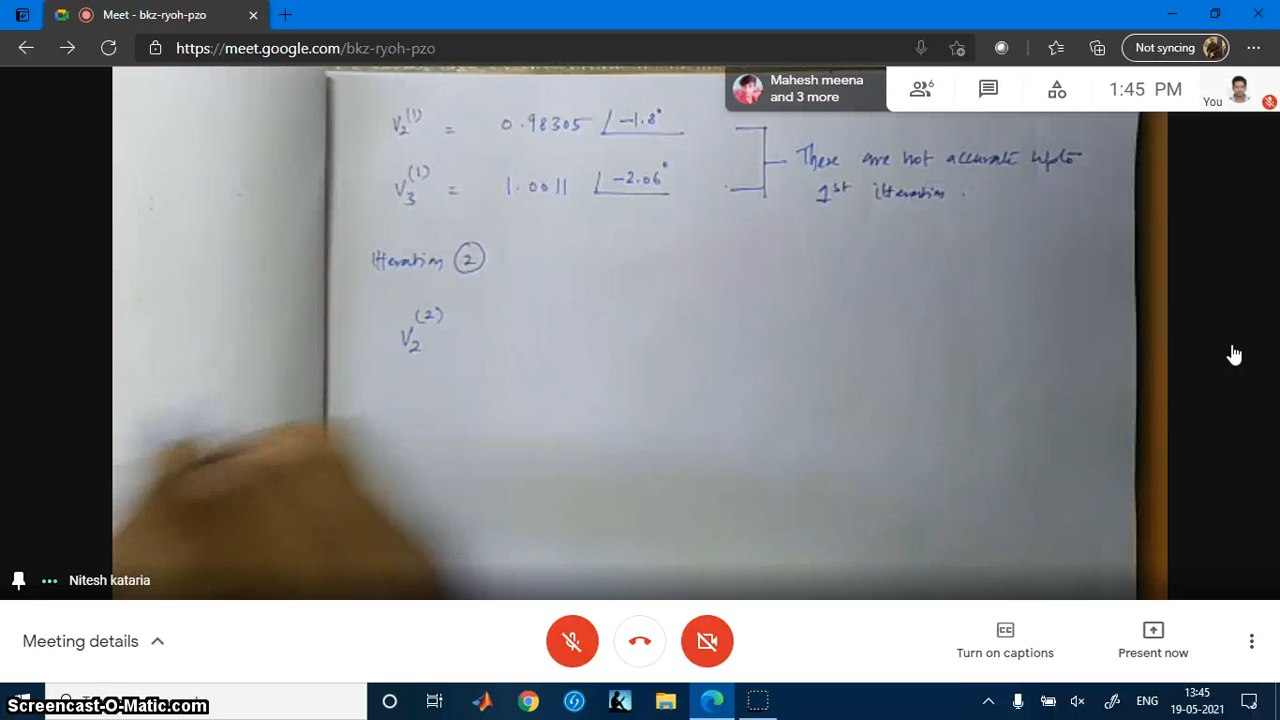 Meet - bkz-ryoh-pzo
https://meet.google.com/bkz-ryoh-pzo
Not syncing
Mahesh meena
and 3 more
6
1:45 PM
You
V₂⁽¹⁾ = 0.98305 ∠-1.8°
V₃⁽¹⁾ = 1.0011 ∠-2.06°
These are not accurate upto
1st iteration.
Iteration ②
V₂⁽²⁾
Nitesh kataria
Meeting details
Turn on captions
Present now
ENG
13:45
19-05-2021
Screencast-O-Matic.com